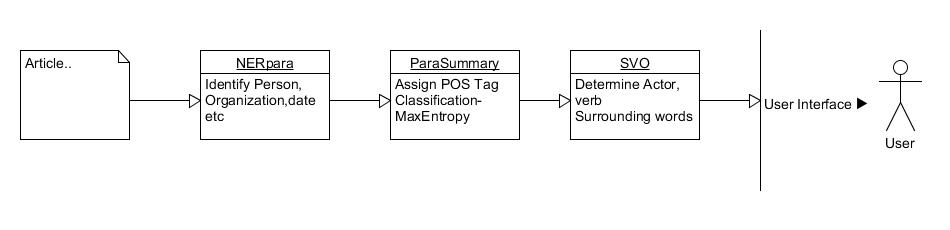 Article..
NERpara
Identify Person,
Organization,date
etc
ParaSummary
Assign POS Tag
Classification-
MaxEntropy
SVO
Determine Actor,
verb
Surrounding words
User Interface
User